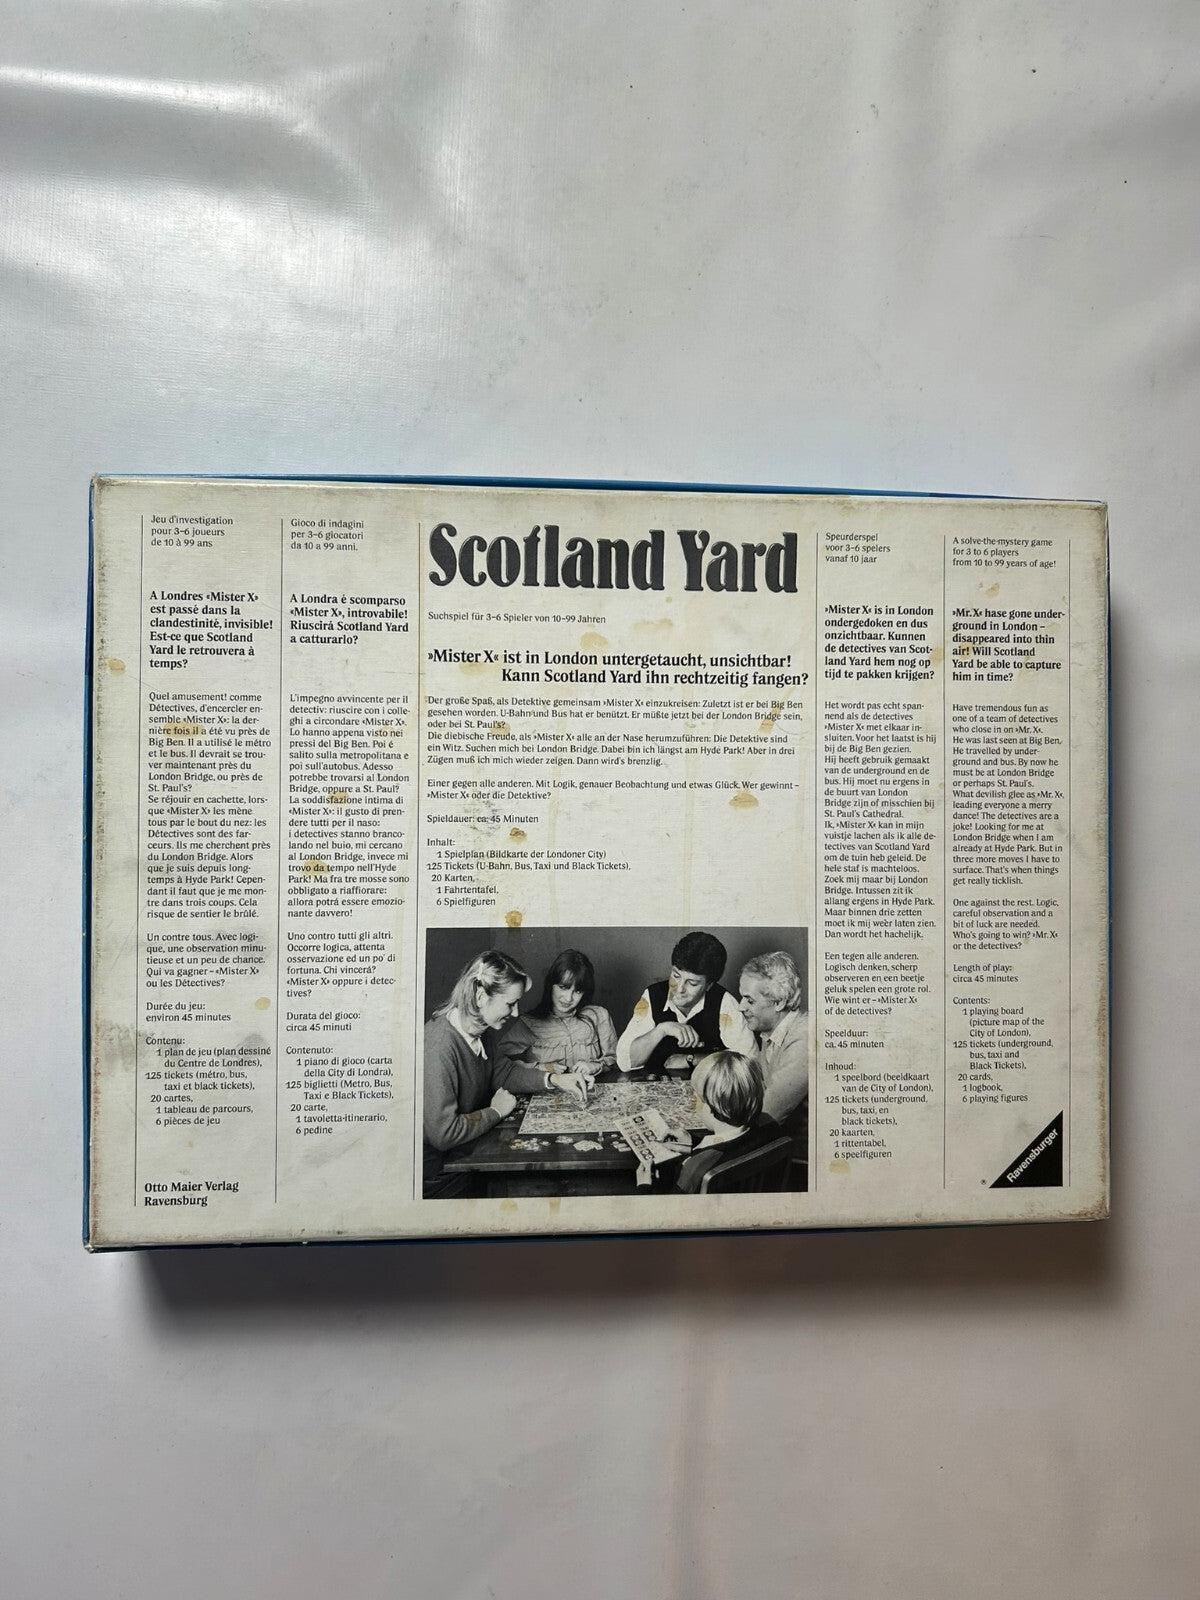 Jeu d'investigation
pour 3–6 joueurs
de 10 à 99 ans
A Londres «Mister X»
est passé dans la
clandestinité, invisible!
Est-ce que Scotland
Yard le retrouvera à
temps?
Quel amusement! comme
Détectives, d'encercler en-
semble «Mister X»: la der-
nière fois il a été vu près de
Big Ben. Il a utilisé le métro
et le bus. Il devrait se trou-
ver maintenant près du
London Bridge, ou près de
St. Paul's?
Se réjouir en cachette, lors-
que «Mister X» les mène
tous par le bout du nez: les
Détectives sont des far-
ceurs. Ils me cherchent près
du London Bridge. Alors
que je suis depuis long-
temps à Hyde Park! Cepen-
dant il faut que je me mon-
tre dans trois coups. Cela
risque de sentier le brûlé.
Un contre tous. Avec logi-
que, une observation minu-
tieuse et un peu de chance.
Qui va gagner – «Mister X»
ou les Détectives?
Durée du jeu:
environ 45 minutes
Contenu:
1 plan de jeu (plan dessiné
du Centre de Londres),
125 tickets (métro, bus,
taxi et black tickets),
20 cartes,
1 tableau de parcours,
6 pièces de jeu
Otto Maier Verlag
Ravensburg
Gioco di indagini
per 3–6 giocatori
da 10 a 99 anni.
A Londra é scomparso
«Mister X», introvabile!
Riuscirá Scotland Yard
a catturarlo?
L'impegno avvincente per il
detectiv: riuscire con i colle-
ghi a circondare «Mister X».
Lo hanno appena visto nei
pressi del Big Ben. Poi é
salito sulla metropolitana e
poi sull'autobus. Adesso
potrebbe trovarsi al London
Bridge, oppure a St. Paul?
La soddisfazione intima di
«Mister X»: il gusto di pren-
dere tutti per il naso:
i detectives stanno branco-
lando nel buio, mi cercano
al London Bridge, invece mi
trovo da tempo nell'Hyde
Park! Ma fra tre mosse sono
obbligato a riaffiorare:
allora potrá essere emozio-
nante davvero!
Uno contro tutti gli altri.
Occorre logica, attenta
osservazione ed un po' di
fortuna. Chi vincerá?
«Mister X» oppure i detec-
tives?
Durata del gioco:
circa 45 minuti
Contenuto:
1 piano di gioco (carta
della City di Londra),
125 biglietti (Metro, Bus,
Taxi e Black Tickets),
20 carte,
1 tavoletta-itinerario,
6 pedine
Scotland Yard
Suchspiel für 3–6 Spieler von 10–99 Jahren
»Mister X« ist in London untergetaucht, unsichtbar!
Kann Scotland Yard ihn rechtzeitig fangen?
Der große Spaß, als Detektive gemeinsam »Mister X« einzukreisen: Zuletzt ist er bei Big Ben
gesehen worden. U-Bahn und Bus hat er benützt. Er müßte jetzt bei der London Bridge sein,
oder bei St. Paul's?
Die diebische Freude, als »Mister X« alle an der Nase herumzuführen: Die Detektive sind
ein Witz. Suchen mich bei London Bridge. Dabei bin ich längst am Hyde Park! Aber in drei
Zügen muß ich mich wieder zeigen. Dann wird's brenzlig.
Einer gegen alle anderen. Mit Logik, genauer Beobachtung und etwas Glück. Wer gewinnt –
»Mister X« oder die Detektive?
Spieldauer: ca. 45 Minuten
Inhalt:
1 Spielplan (Bildkarte der Londoner City)
125 Tickets (U-Bahn, Bus, Taxi und Black Tickets),
20 Karten,
1 Fahrtentafel,
6 Spielfiguren
Speurderspel
voor 3–6 spelers
vanaf 10 jaar
»Mister X« is in London
ondergedoken en dus
onzichtbaar. Kunnen
de detectives van Scot-
land Yard hem nog op
tijd te pakken krijgen?
Het wordt pas echt span-
nend als de detectives
»Mister X« met elkaar in-
sluiten. Voor het laatst is hij
bij de Big Ben gezien.
Hij heeft gebruik gemaakt
van de underground en de
bus. Hij moet nu ergens in
de buurt van London
Bridge zijn of misschien bij
St. Paul's Cathedral.
Ik, »Mister X« kan in mijn
vuistje lachen als ik alle de-
tectives van Scotland Yard
om de tuin heb geleid. De
hele staf is machteloos.
Zoek mij maar bij London
Bridge. Intussen zit ik
allang ergens in Hyde Park.
Maar binnen drie zetten
moet ik mij weèr laten zien.
Dan wordt het hachelijk.
Een tegen alle anderen.
Logisch denken, scherp
observeren en een beetje
geluk spelen een grote rol.
Wie wint er – »Mister X«
of de detectives?
Speelduur:
ca. 45 minuten
Inhoud:
1 speelbord (beeldkaart
van de City of London),
125 tickets (underground,
bus, taxi, en
black tickets),
20 kaarten,
1 rittentabel,
6 speelfiguren
A solve-the-mystery game
for 3 to 6 players
from 10 to 99 years of age!
»Mr. X« hase gone under-
ground in London –
disappeared into thin
air! Will Scotland
Yard be able to capture
him in time?
Have tremendous fun as
one of a team of detectives
who close in on »Mr. X«.
He was last seen at Big Ben.
He travelled by under-
ground and bus. By now he
must be at London Bridge
or perhaps St. Paul's.
What devilish glee as »Mr. X«,
leading everyone a merry
dance! The detectives are a
joke! Looking for me at
London Bridge when I am
already at Hyde Park. But in
three more moves I have to
surface. That's when things
get really ticklish.
One against the rest. Logic,
careful observation and a
bit of luck are needed.
Who's going to win? »Mr. X«
or the detectives?
Length of play:
circa 45 minutes
Contents:
1 playing board
(picture map of the
City of London),
125 tickets (underground,
bus, taxi and
Black Tickets),
20 cards,
1 logbook,
6 playing figures
Ravensburger
®